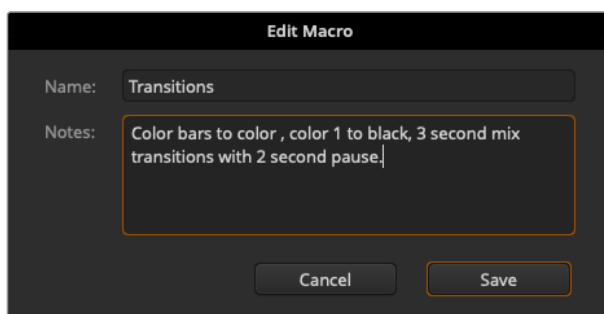 Edit Macro
Name: Transitions
Notes: Color bars to color , color 1 to black, 3 second mix
transitions with 2 second pause.
Cancel Save